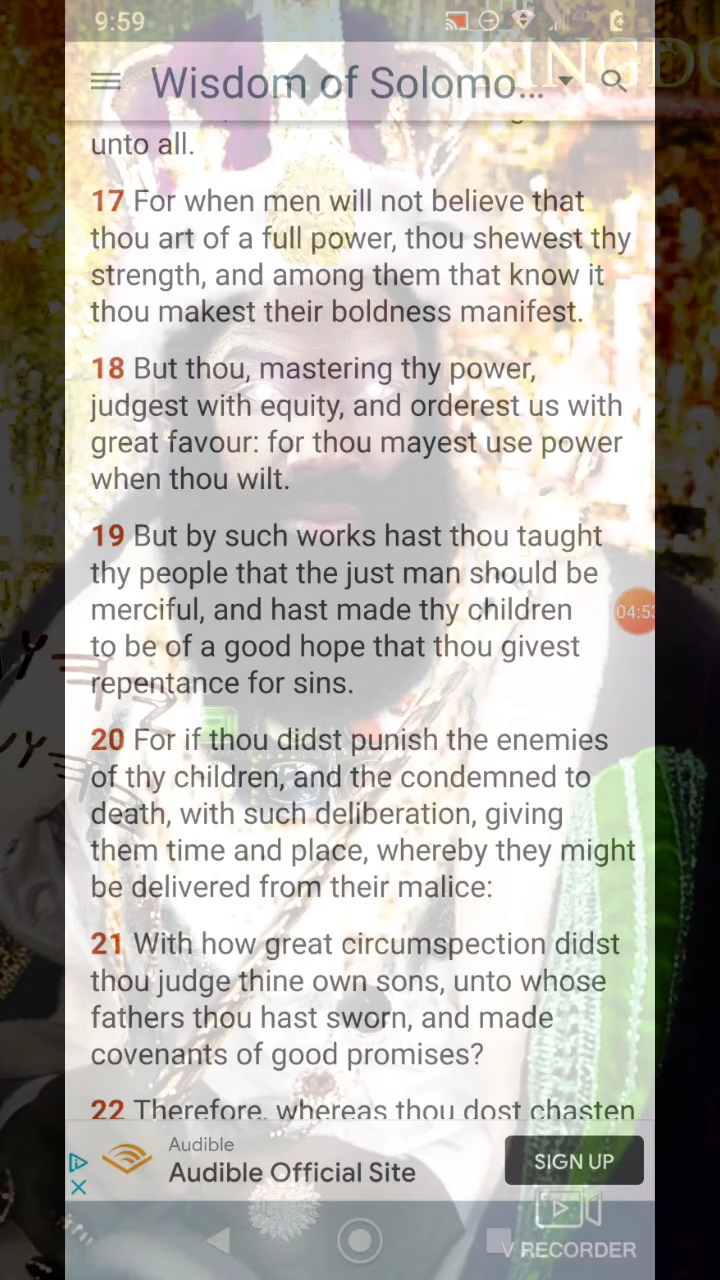 9:59
KINGDO
Wisdom of Solomo...
unto all.
17 For when men will not believe that
thou art of a full power, thou shewest thy
strength, and among them that know it
thou makest their boldness manifest.
18 But thou, mastering thy power,
judgest with equity, and orderest us with
great favour: for thou mayest use power
when thou wilt.
19 But by such works hast thou taught
thy people that the just man should be
merciful, and hast made thy children
04:53
to be of a good hope that thou givest
repentance for sins.
20 For if thou didst punish the enemies
of thy children, and the condemned to
death, with such deliberation, giving
them time and place, whereby they might
be delivered from their malice:
21 With how great circumspection didst
thou judge thine own sons, unto whose
fathers thou hast sworn, and made
covenants of good promises?
22 Therefore, whereas thou dost chasten
Audible
Audible Official Site
SIGN UP
V RECORDER